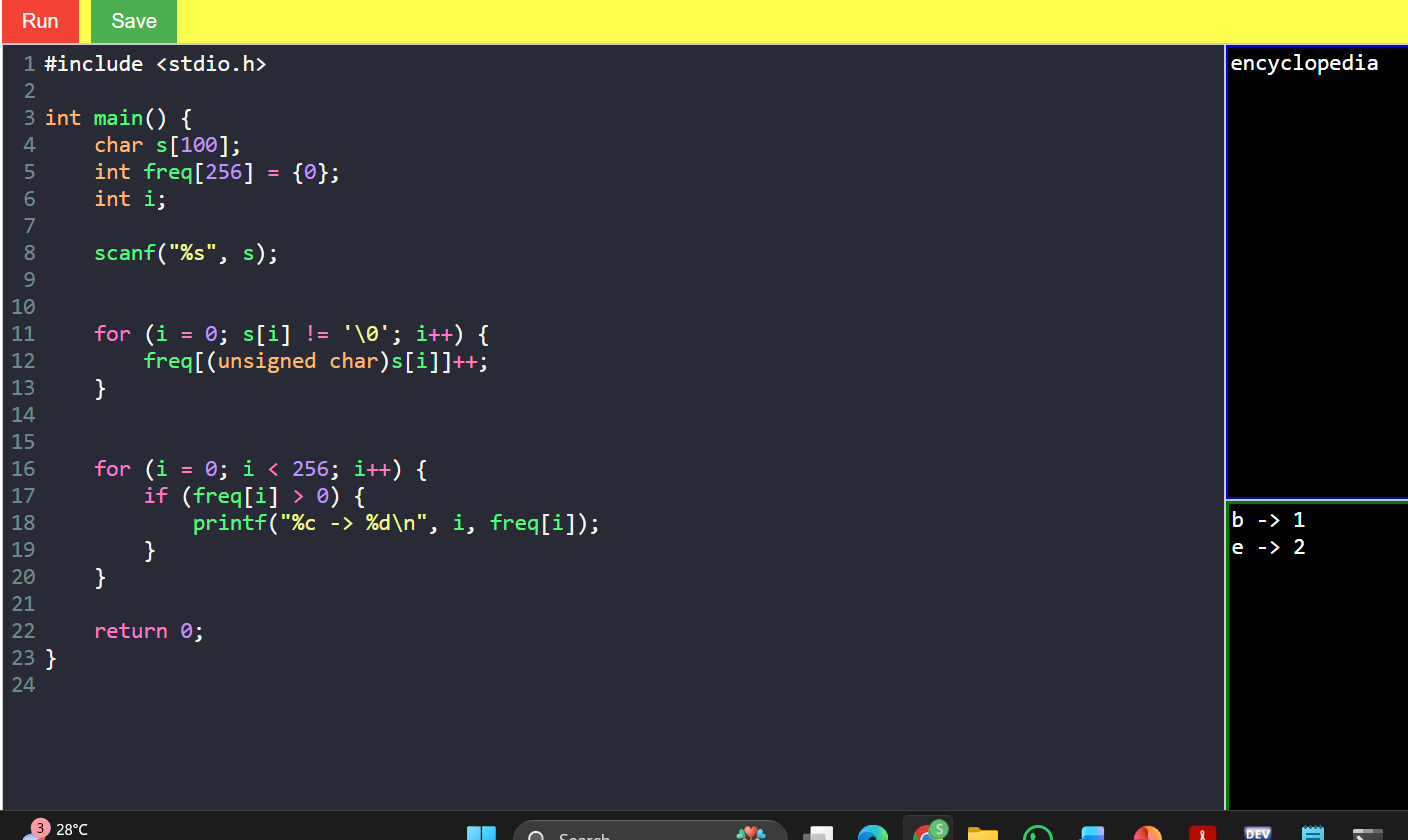 Run Save
1 #include <stdio.h>
2
3 int main() {
4     char s[100];
5     int freq[256] = {0};
6     int i;
7
8     scanf("%s", s);
9
10
11     for (i = 0; s[i] != '\0'; i++) {
12         freq[(unsigned char)s[i]]++;
13     }
14
15
16     for (i = 0; i < 256; i++) {
17         if (freq[i] > 0) {
18             printf("%c -> %d\n", i, freq[i]);
19         }
20     }
21
22     return 0;
23 }
24
encyclopedia
b -> 1
e -> 2
3 28°C
Search
S
DEV